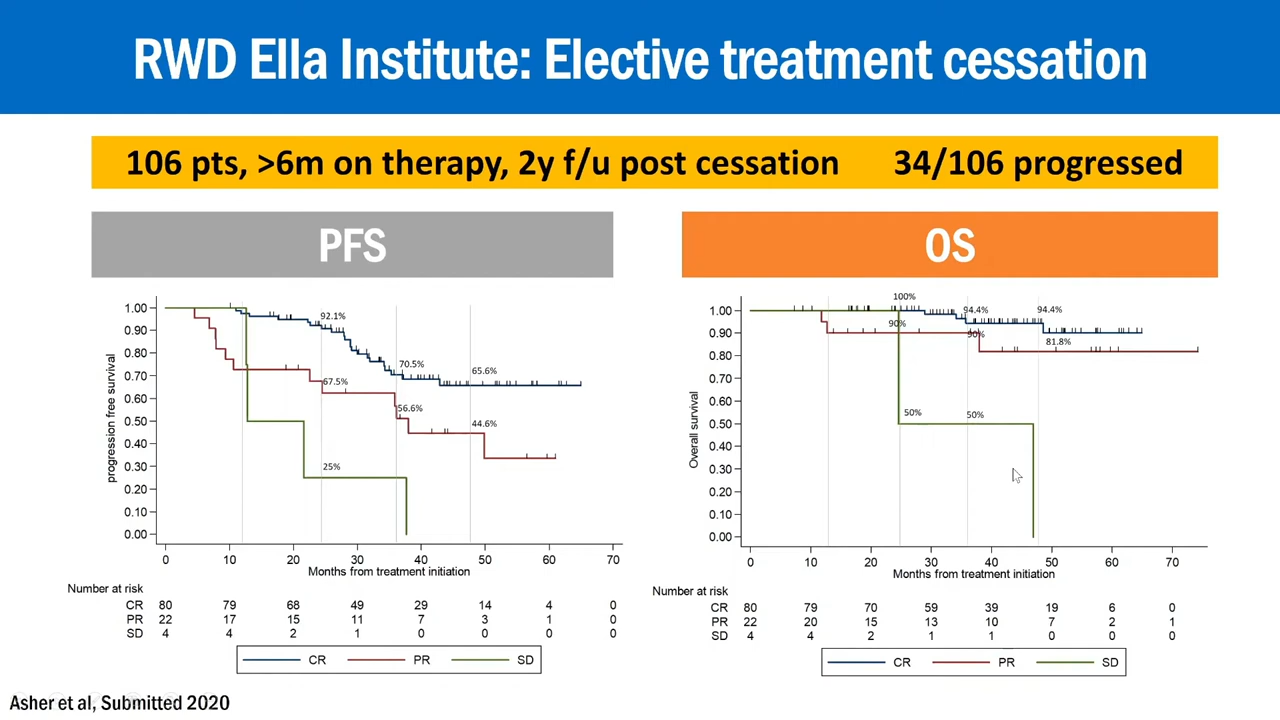 RWD Ella Institute: Elective treatment cessation
106 pts, >6m on therapy, 2y f/u post cessation 34/106 progressed
PFS
progression free survival
1.00
0.90
0.80
0.70
0.60
0.50
0.40
0.30
0.20
0.10
0.00
92.1%
70.5%
65.6%
67.5%
56.6%
44.6%
25%
0 10 20 30 40 50 60 70
Months from treatment initiation
Number at risk
CR 80 79 68 49 29 14 4 0
PR 22 17 15 11 7 3 1 0
SD 4 4 2 1 0 0 0 0
CR PR SD
OS
Overall survival
1.00
0.90
0.80
0.70
0.60
0.50
0.40
0.30
0.20
0.10
0.00
100%
94.4%
94.4%
90%
90%
81.8%
50%
50%
0 10 20 30 40 50 60 70
Months from treatment initiation
Number at risk
CR 80 79 70 59 39 19 6 0
PR 22 20 15 13 10 7 2 1
SD 4 4 2 1 1 0 0 0
CR PR SD
Asher et al, Submitted 2020